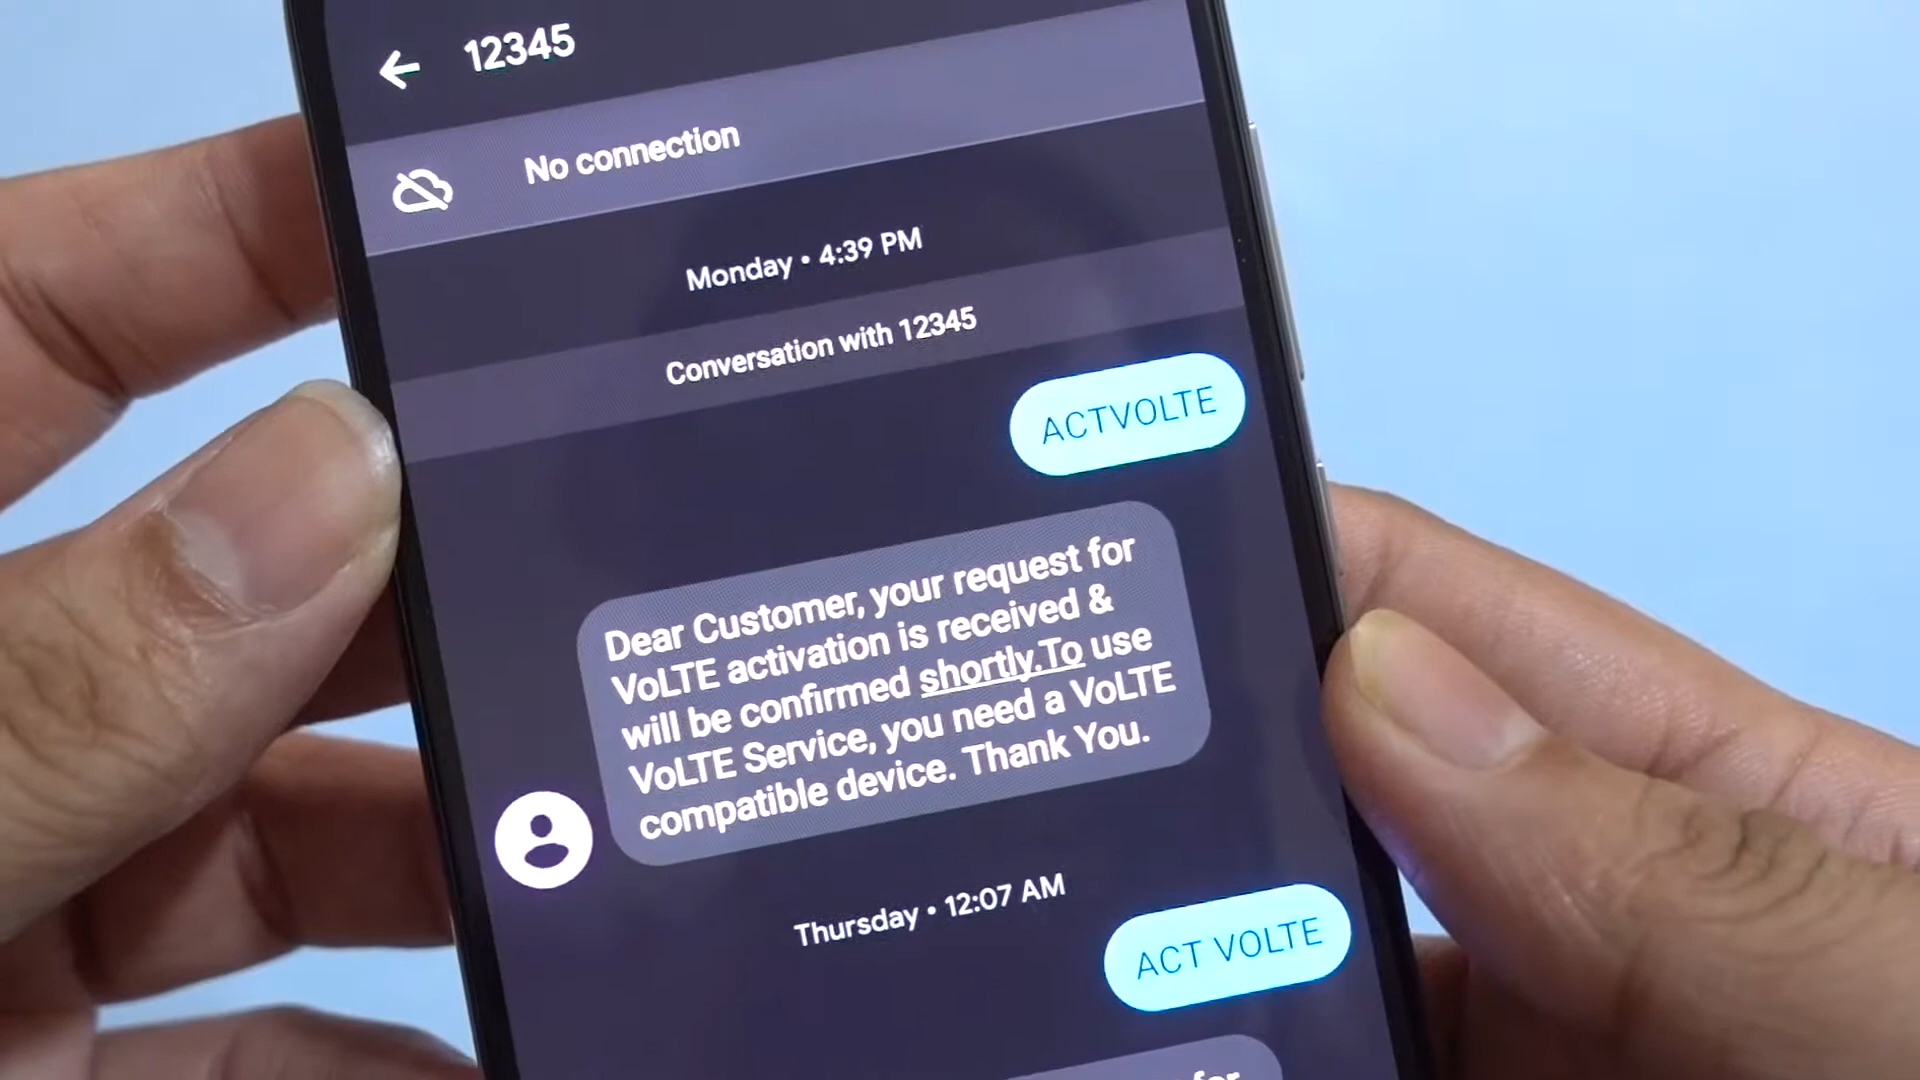 12345
No connection
Monday • 4:39 PM
Conversation with 12345
ACTVOLTE
Dear Customer, your request for
VoLTE activation is received &
will be confirmed shortly.To use
VoLTE Service, you need a VoLTE
compatible device. Thank You.
Thursday • 12:07 AM
ACT VOLTE
for